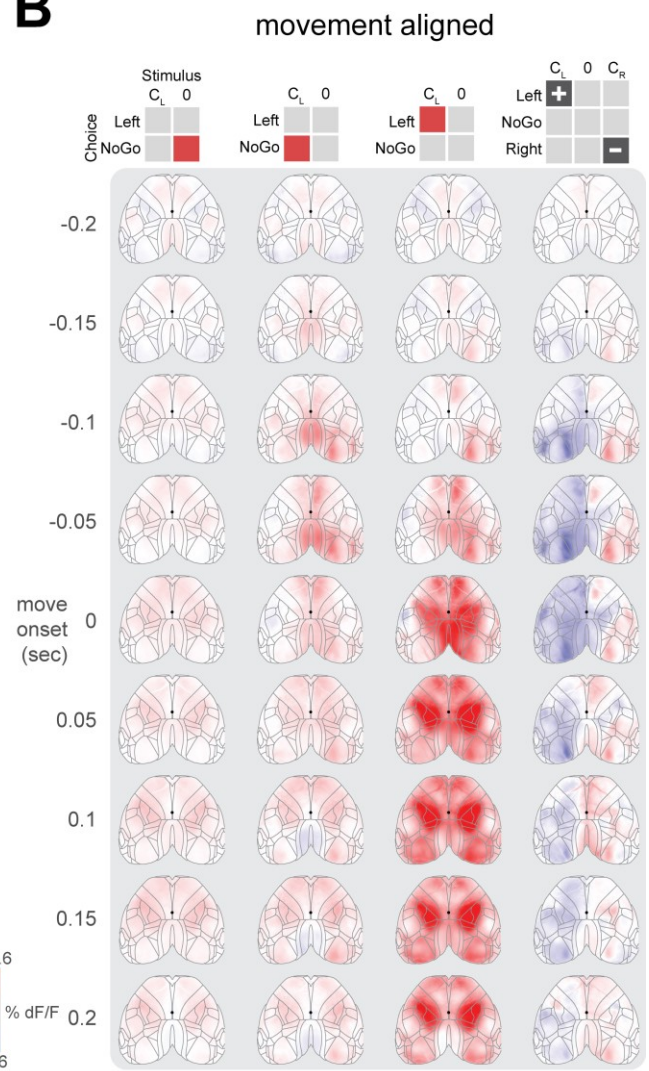 B
movement aligned
Stimulus
C_L 0
C_L 0
C_L 0
C_L 0 C_R
Choice
Left
NoGo
Left
NoGo
Left
NoGo
Left +
NoGo
Right -
-0.2
-0.15
-0.1
-0.05
move
onset 0
(sec)
0.05
0.1
0.15
.6
% dF/F
0.2
6